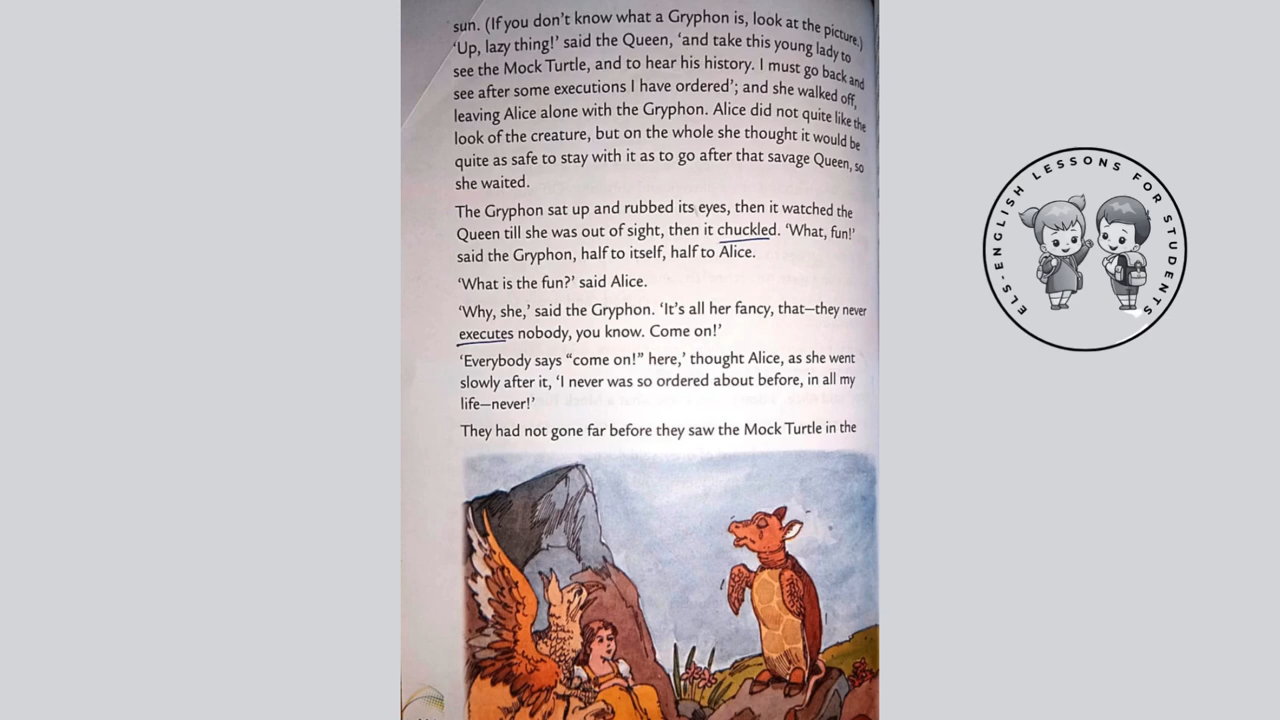 sun. (If you don’t know what a Gryphon is, look at the picture.)
‘Up, lazy thing!’ said the Queen, ‘and take this young lady to
see the Mock Turtle, and to hear his history. I must go back and
see after some executions I have ordered’; and she walked off,
leaving Alice alone with the Gryphon. Alice did not quite like the
look of the creature, but on the whole she thought it would be
quite as safe to stay with it as to go after that savage Queen, so
she waited.
The Gryphon sat up and rubbed its eyes, then it watched the
Queen till she was out of sight, then it chuckled. ‘What, fun!’
said the Gryphon, half to itself, half to Alice.
‘What is the fun?’ said Alice.
‘Why, she,’ said the Gryphon. ‘It’s all her fancy, that—they never
executes nobody, you know. Come on!’
‘Everybody says “come on!” here,’ thought Alice, as she went
slowly after it, ‘I never was so ordered about before, in all my
life—never!’
They had not gone far before they saw the Mock Turtle in the
ELS-ENGLISH LESSONS FOR STUDENTS